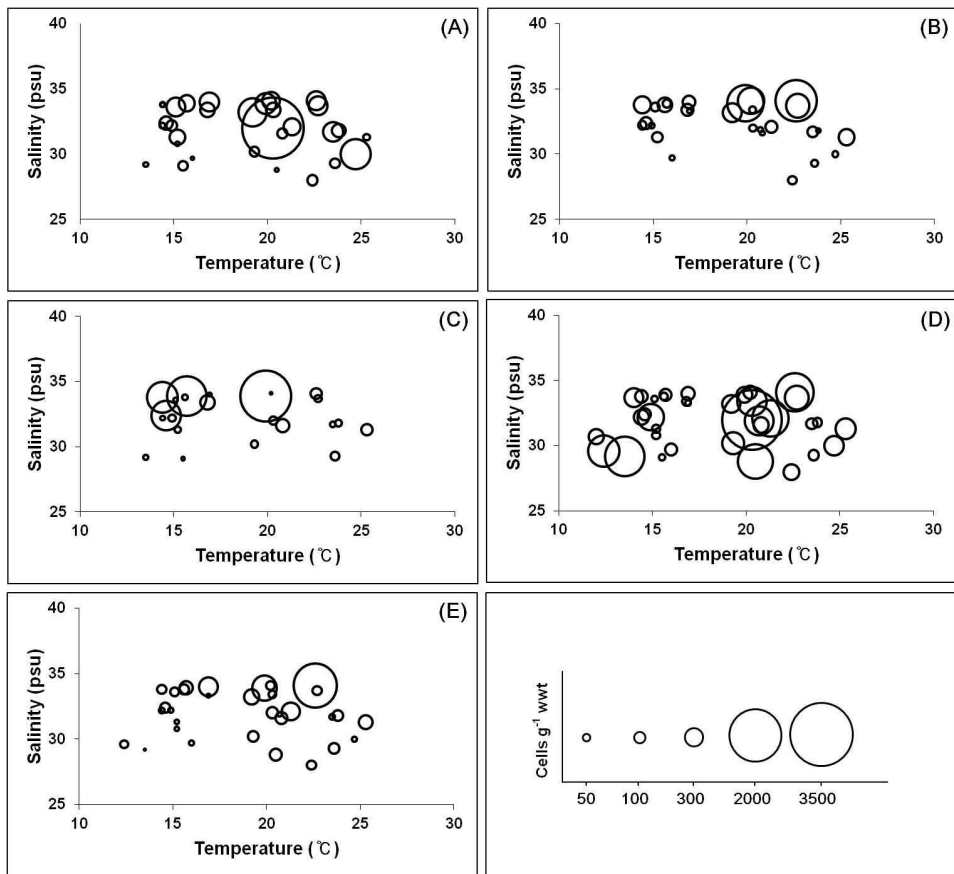 (A)
40
35
30
25
Salinity (psu)
10 15 20 25 30
Temperature (℃)
(B)
40
35
30
25
Salinity (psu)
10 15 20 25 30
Temperature (℃)
(C)
40
35
30
25
Salinity (psu)
10 15 20 25 30
Temperature (℃)
(D)
40
35
30
25
Salinity (psu)
10 15 20 25 30
Temperature (℃)
(E)
40
35
30
25
Salinity (psu)
10 15 20 25 30
Temperature (℃)
Cells g⁻¹ wwt
50 100 300 2000 3500